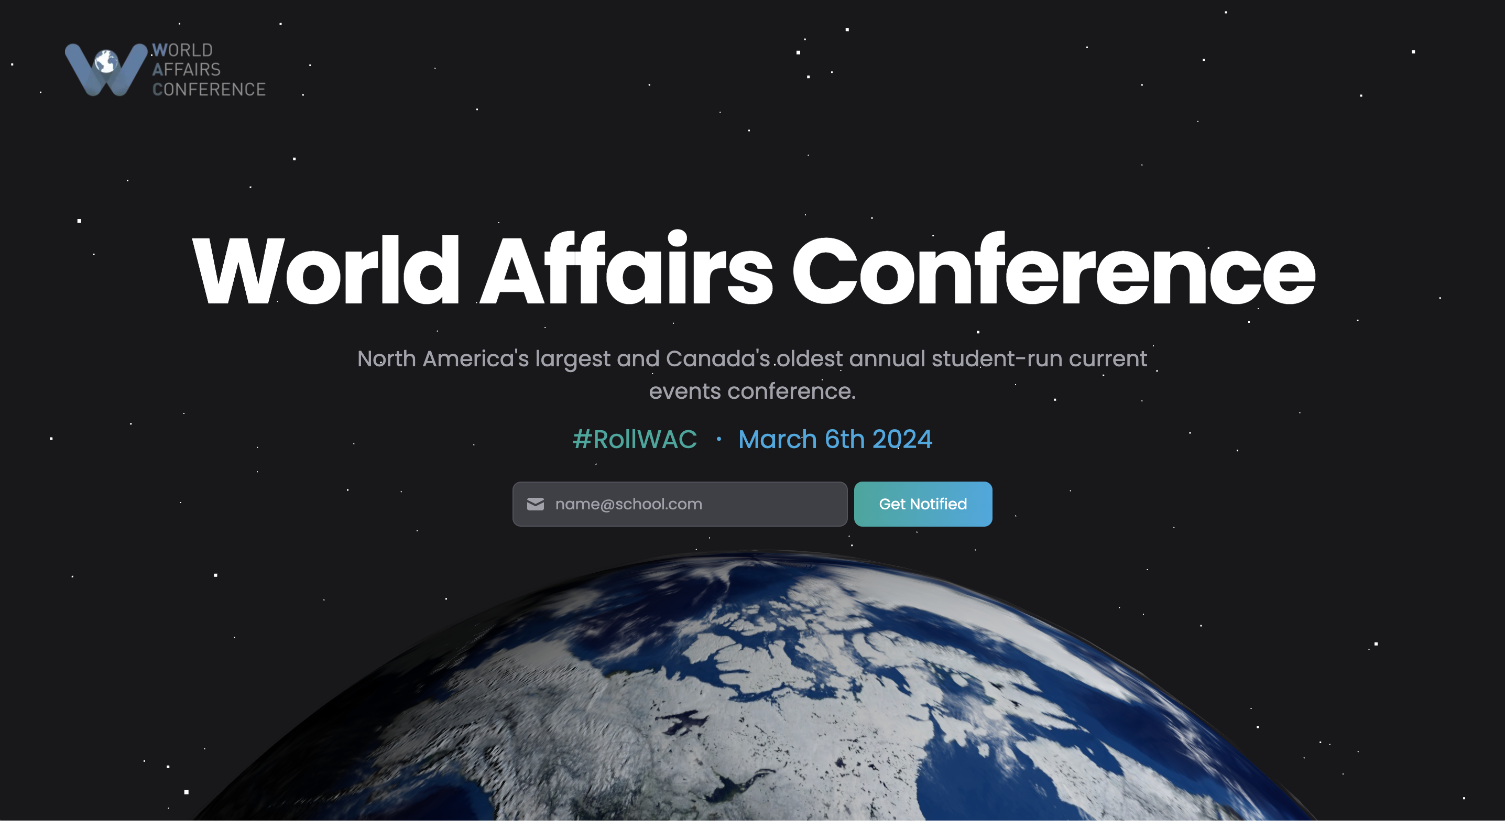 WORLD
AFFAIRS
CONFERENCE
World Affairs Conference
North America's largest and Canada's oldest annual student-run current
events conference.
#RollWAC · March 6th 2024
name@school.com
Get Notified